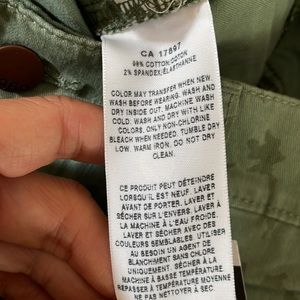 CA 17897
98% COTTON/COTON
2% SPANDEX/ÉLASTHANNE
COLOR MAY TRANSFER WHEN NEW.
WASH BEFORE WEARING. WASH AND
DRY INSIDE OUT. MACHINE WASH
COLD. WASH AND DRY WITH LIKE
COLORS. ONLY NON-CHLORINE
BLEACH WHEN NEEDED. TUMBLE DRY
LOW. WARM IRON. DO NOT DRY
CLEAN.
CE PRODUIT PEUT DÉTEINDRE
LORSQU'IL EST NEUF. LAVER
AVANT DE PORTER. LAVER ET
SÉCHER SUR L'ENVERS. LAVER
À LA MACHINE À L'EAU FROIDE.
LAVER ET SÉCHER AVEC DES
COULEURS SEMBLABLES. UTILISER
AU BESOIN UN AGENT DE
BLANCHIMENT SANS CHLORE
UNIQUEMENT. SÉCHER À LA
MACHINE À BASSE TEMPÉRATURE.
REPASSER À TEMPÉRATURE MOYENNE
NE PAS NETTOYER À SEC.